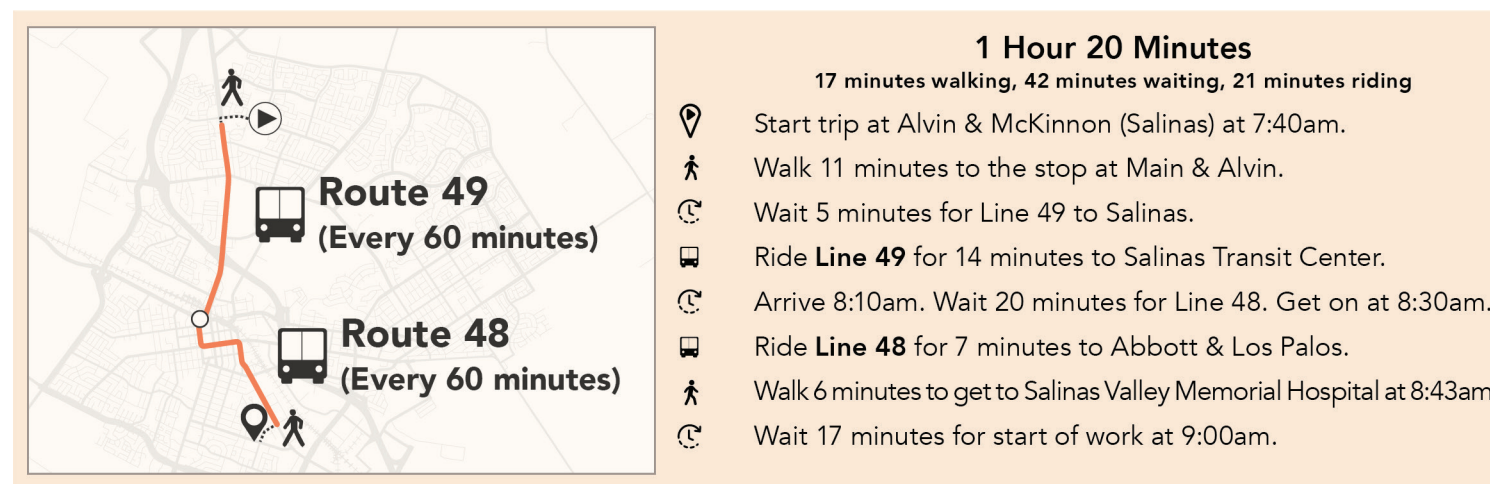 Route 49
(Every 60 minutes)
Route 48
(Every 60 minutes)
1 Hour 20 Minutes
17 minutes walking, 42 minutes waiting, 21 minutes riding
Start trip at Alvin & McKinnon (Salinas) at 7:40am.
Walk 11 minutes to the stop at Main & Alvin.
Wait 5 minutes for Line 49 to Salinas.
Ride Line 49 for 14 minutes to Salinas Transit Center.
Arrive 8:10am. Wait 20 minutes for Line 48. Get on at 8:30am.
Ride Line 48 for 7 minutes to Abbott & Los Palos.
Walk 6 minutes to get to Salinas Valley Memorial Hospital at 8:43am
Wait 17 minutes for start of work at 9:00am.